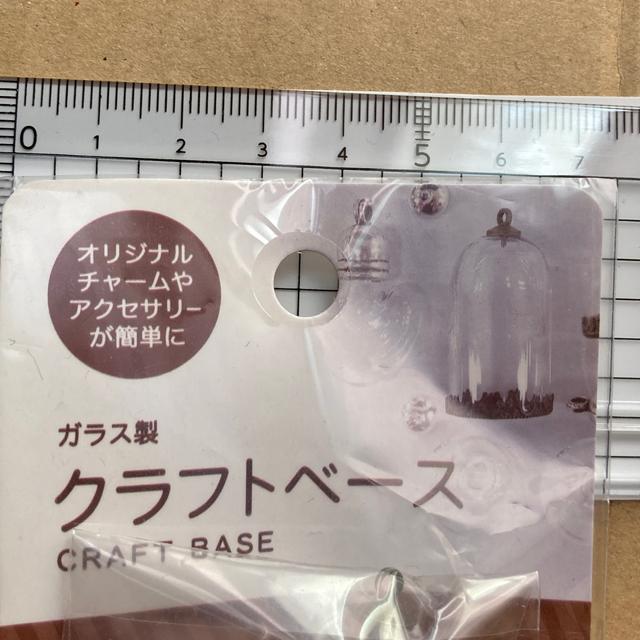 0 1 2 3 4 5 6 7
オリジナル
チャームや
アクセサリー
が簡単に
ガラス製
クラフトベース
CRAFT BASE